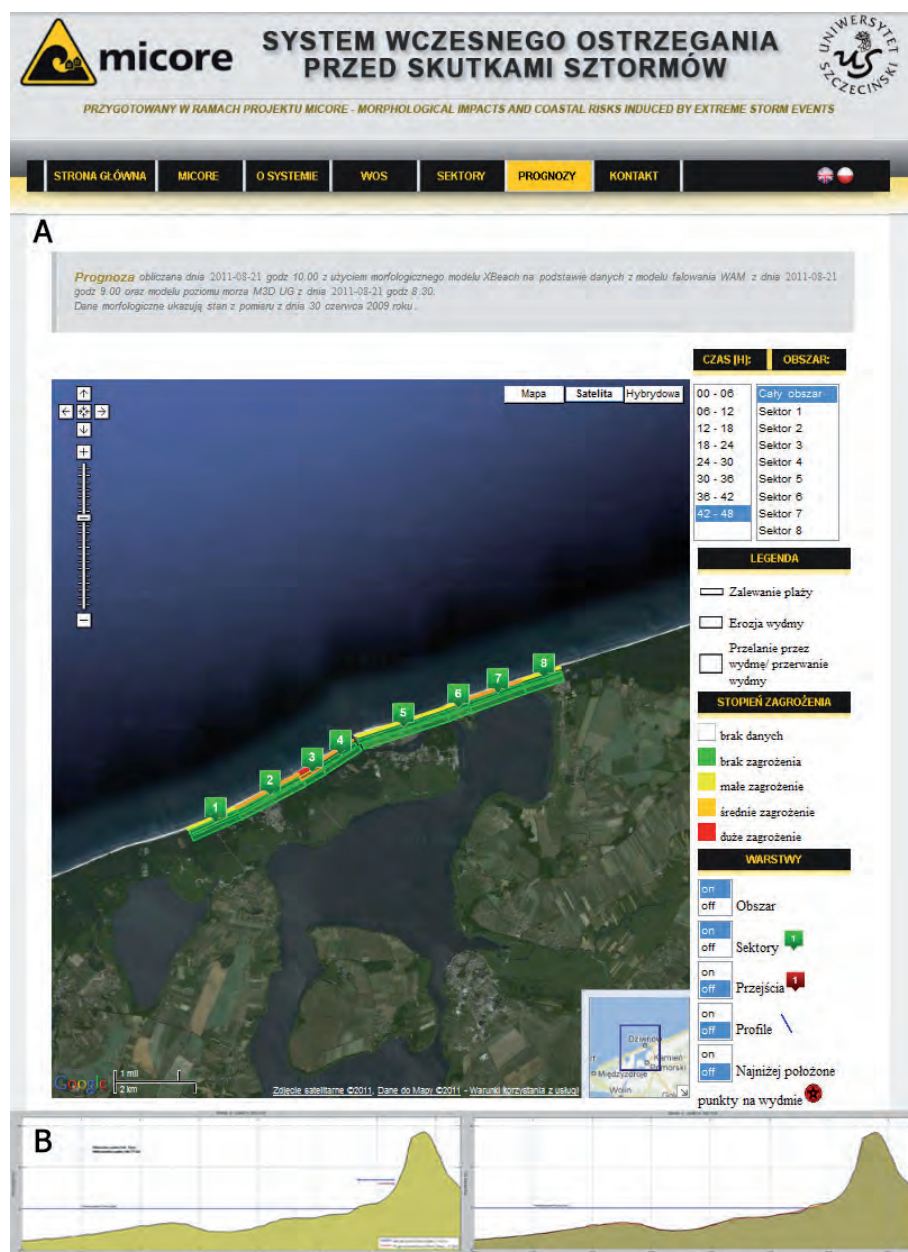 micore
SYSTEM WCZESNEGO OSTRZEGANIA
PRZED SKUTKAMI SZTORMÓW
UNIWERSYTET SZCZECIŃSKI
PRZYGOTOWANY W RAMACH PROJEKTU MICORE - MORPHOLOGICAL IMPACTS AND COASTAL RISKS INDUCED BY EXTREME STORM EVENTS
STRONA GŁÓWNA MICORE O SYSTEMIE WOS SEKTORY PROGNOZY KONTAKT
A
Prognoza obliczana dnia 2011-08-21 godz 10.00 z użyciem morfologicznego modelu XBeach na podstawie danych z modelu falowania WAM z dnia 2011-08-21
godz 9.00 oraz modelu poziomu morza M3D UG z dnia 2011-08-21 godz 8.30.
Dane morfologiczne ukazują stan z pomiaru z dnia 30 czerwca 2009 roku.
CZAS [H]: OBSZAR:
Mapa Satelita Hybrydowa
00 - 06 Cały obszar
06 - 12 Sektor 1
12 - 18 Sektor 2
18 - 24 Sektor 3
24 - 30 Sektor 4
30 - 36 Sektor 5
36 - 42 Sektor 6
42 - 48 Sektor 7
Sektor 8
LEGENDA
Zalewanie plaży
Erozja wydmy
Przelanie przez
wydmę/ przerwanie
wydmy
STOPIEŃ ZAGROŻENIA
brak danych
brak zagrożenia
małe zagrożenie
średnie zagrożenie
duże zagrożenie
WARSTWY
on
off Obszar
on
off Sektory 1
on
off Przejścia 1
on
off Profile
on
off Najniżej położone
punkty na wydmie
1 2 3 4 5 6 7 8
Dziwnów
Kamień
Pomorski
Międzyzdroje
Wolin
Google
1 mil
2 km
Zdjęcie satelitarne ©2011, Dane do Mapy ©2011 - Warunki korzystania z usługi
B